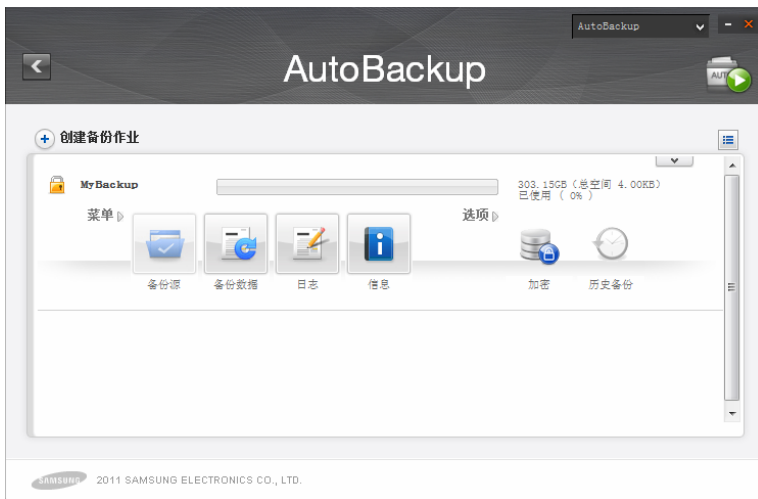 AutoBackup
AutoBackup
AUT
创建备份作业
MyBackup
303.15GB (总空间 4.00KB)
已使用 ( 0% )
菜单
选项
备份源
备份数据
日志
信息
加密
历史备份
SAMSUNG
2011 SAMSUNG ELECTRONICS CO., LTD.